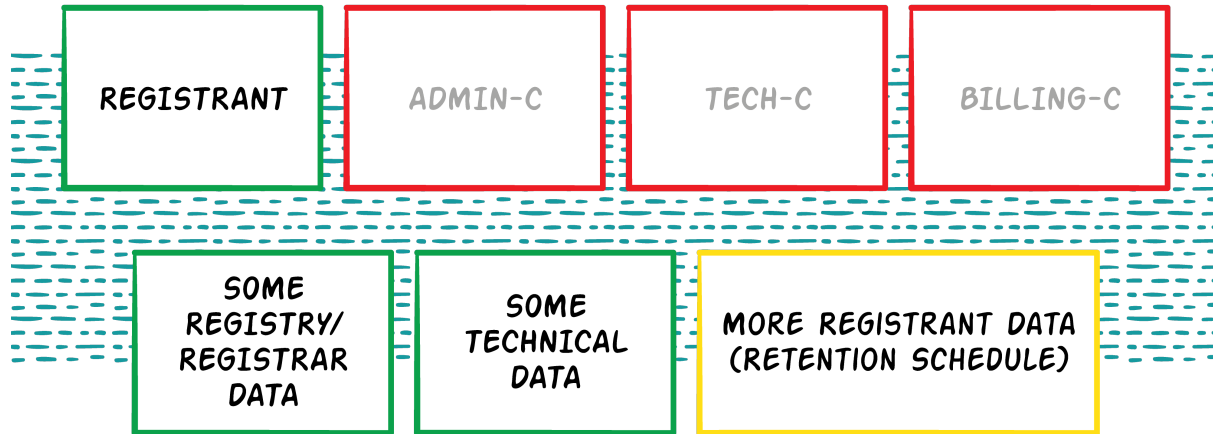 REGISTRANT
ADMIN-C
TECH-C
BILLING-C
SOME
REGISTRY/
REGISTRAR
DATA
SOME
TECHNICAL
DATA
MORE REGISTRANT DATA
(RETENTION SCHEDULE)